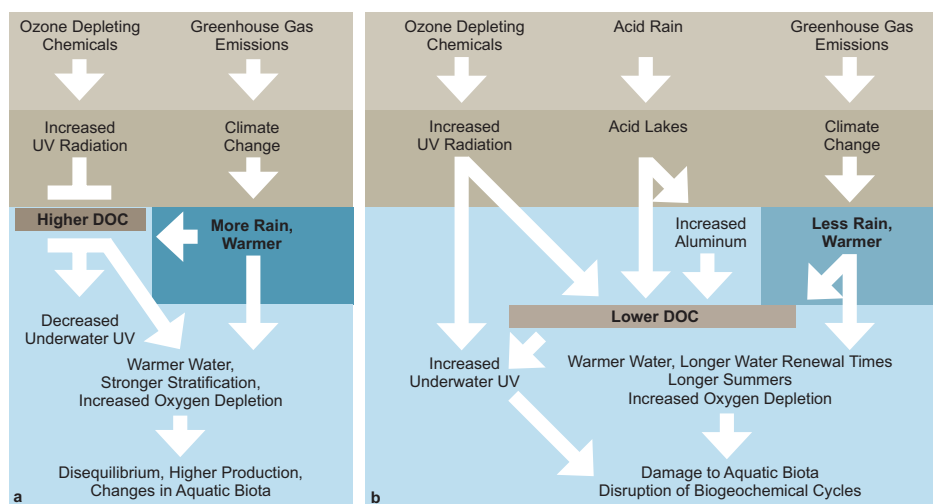 Ozone Depleting
Chemicals
Greenhouse Gas
Emissions
Increased
UV Radiation
Climate
Change
Higher DOC
More Rain,
Warmer
Decreased
Underwater UV
Warmer Water,
Stronger Stratification,
Increased Oxygen Depletion
Disequilibrium, Higher Production,
Changes in Aquatic Biota
a
Ozone Depleting
Chemicals
Acid Rain
Greenhouse Gas
Emissions
Increased
UV Radiation
Acid Lakes
Climate
Change
Increased
Aluminum
Less Rain,
Warmer
Lower DOC
Increased
Underwater UV
Warmer Water, Longer Water Renewal Times
Longer Summers
Increased Oxygen Depletion
Damage to Aquatic Biota
Disruption of Biogeochemical Cycles
b